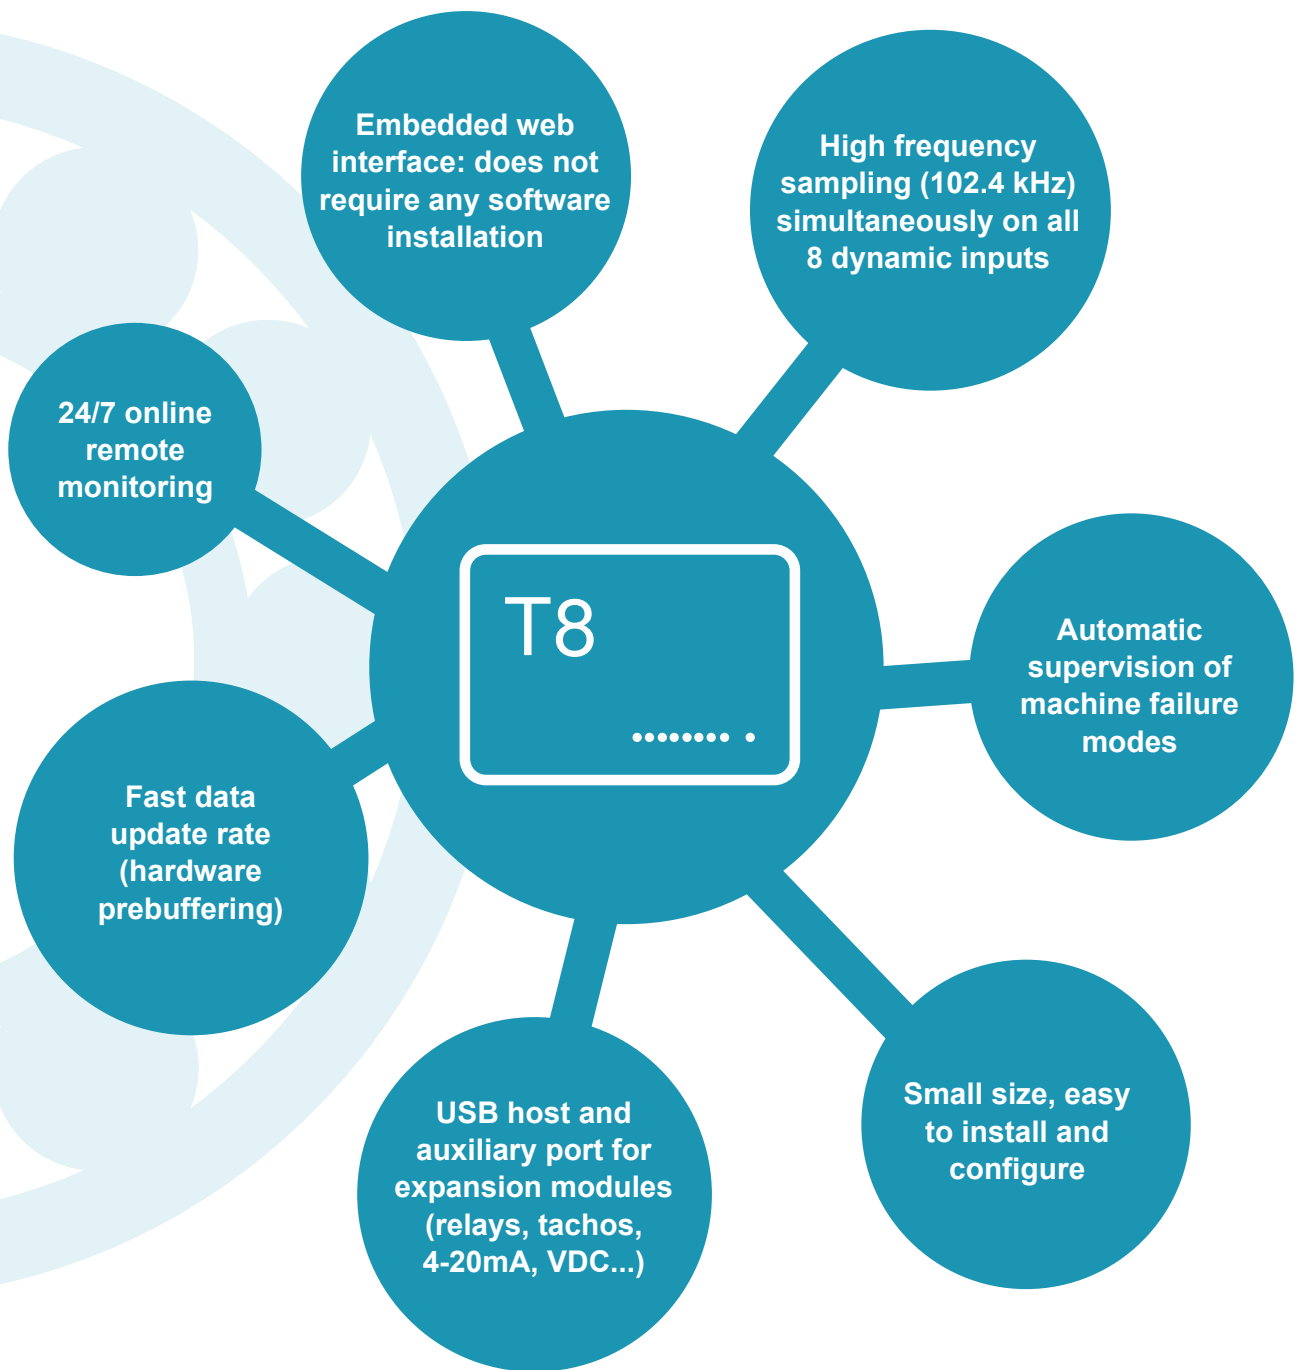 Embedded web
interface: does not
require any software
installation
High frequency
sampling (102.4 kHz)
simultaneously on all
8 dynamic inputs
24/7 online
remote
monitoring
T8
Automatic
supervision of
machine failure
modes
Fast data
update rate
(hardware
prebuffering)
Small size, easy
to install and
configure
USB host and
auxiliary port for
expansion modules
(relays, tachos,
4-20mA, VDC...)